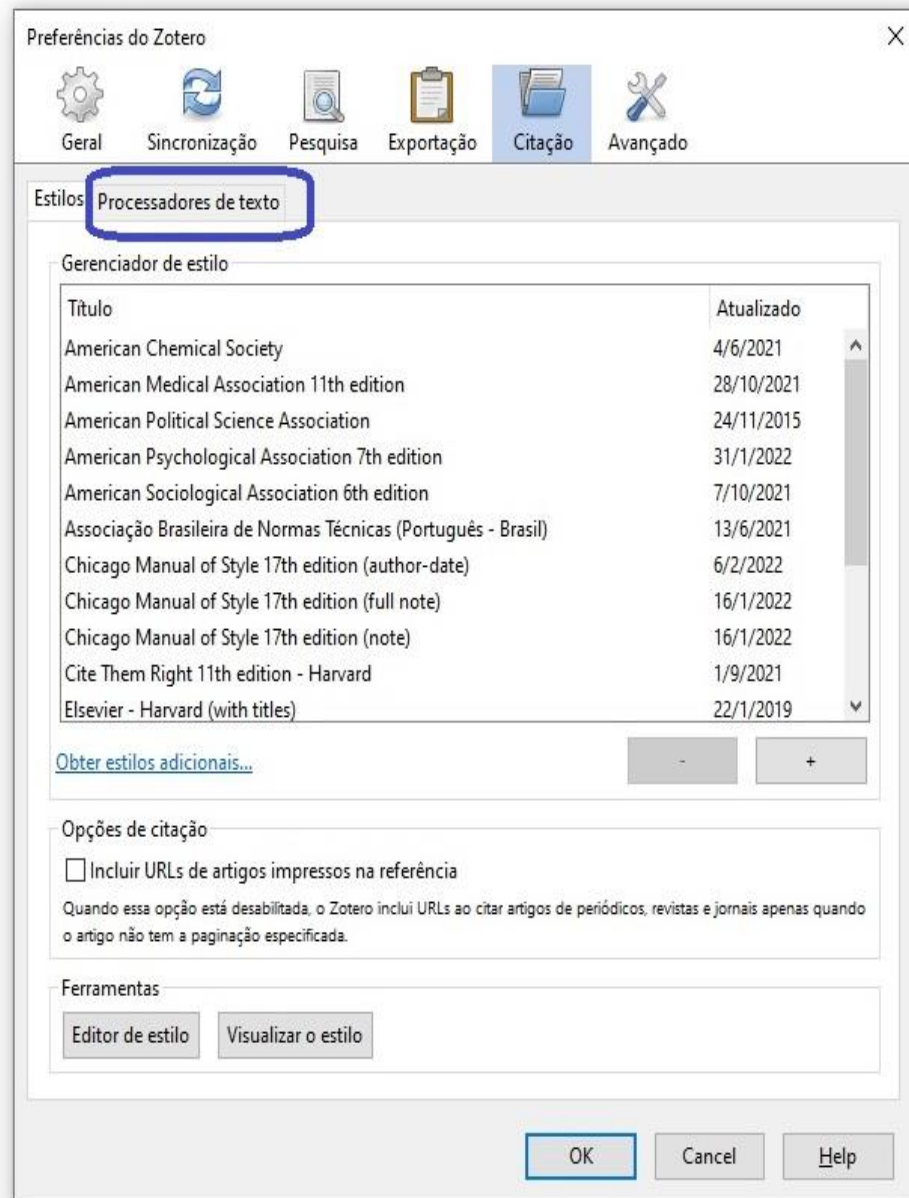 Preferências do Zotero
Geral Sincronização Pesquisa Exportação Citação Avançado
Estilos Processadores de texto
Gerenciador de estilo
Título Atualizado
American Chemical Society 4/6/2021
American Medical Association 11th edition 28/10/2021
American Political Science Association 24/11/2015
American Psychological Association 7th edition 31/1/2022
American Sociological Association 6th edition 7/10/2021
Associação Brasileira de Normas Técnicas (Português - Brasil) 13/6/2021
Chicago Manual of Style 17th edition (author-date) 6/2/2022
Chicago Manual of Style 17th edition (full note) 16/1/2022
Chicago Manual of Style 17th edition (note) 16/1/2022
Cite Them Right 11th edition - Harvard 1/9/2021
Elsevier - Harvard (with titles) 22/1/2019
Obter estilos adicionais... - +
Opções de citação
Incluir URLs de artigos impressos na referência
Quando essa opção está desabilitada, o Zotero inclui URLs ao citar artigos de periódicos, revistas e jornais apenas quando
o artigo não tem a paginação especificada.
Ferramentas
Editor de estilo Visualizar o estilo
OK Cancel Help